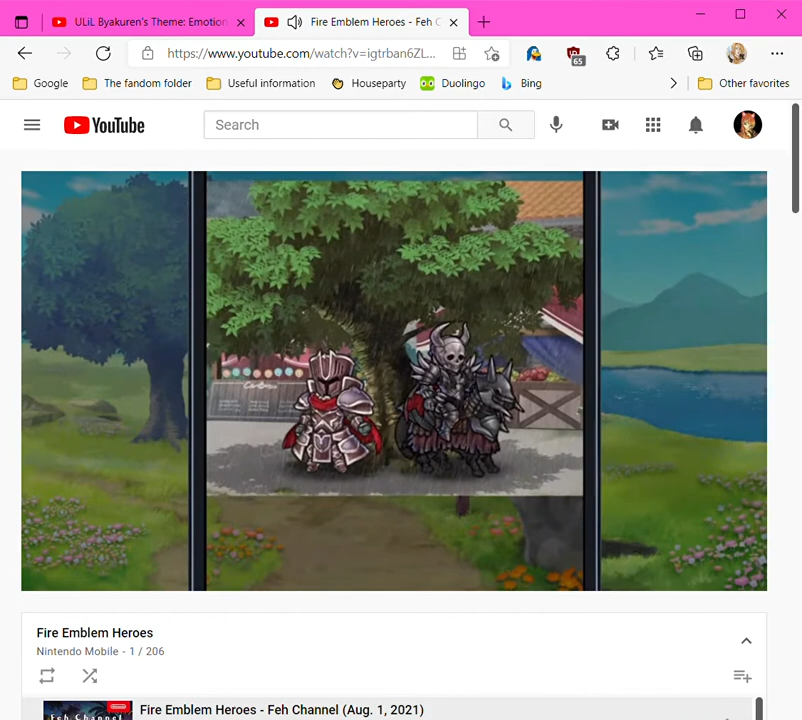 ULiL Byakuren's Theme: Emotion
Fire Emblem Heroes - Feh C
https://www.youtube.com/watch?v=igtrban6ZL...
65
Google
The fandom folder
Useful information
Houseparty
Duolingo
Bing
Other favorites
YouTube
Search
Fire Emblem Heroes
Nintendo Mobile - 1 / 206
Feh Channel
Fire Emblem Heroes - Feh Channel (Aug. 1, 2021)